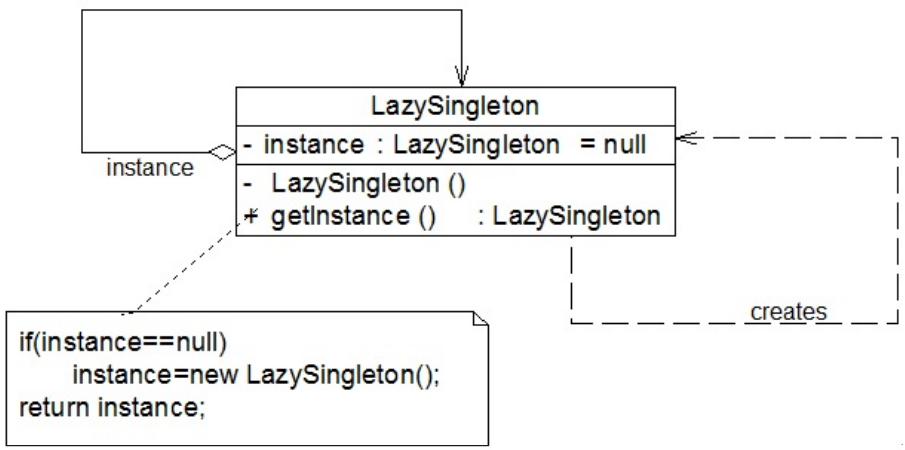 LazySingleton
- instance : LazySingleton = null
instance
- LazySingleton ()
+ getInstance () : LazySingleton
creates
if(instance==null)
instance=new LazySingleton();
return instance;